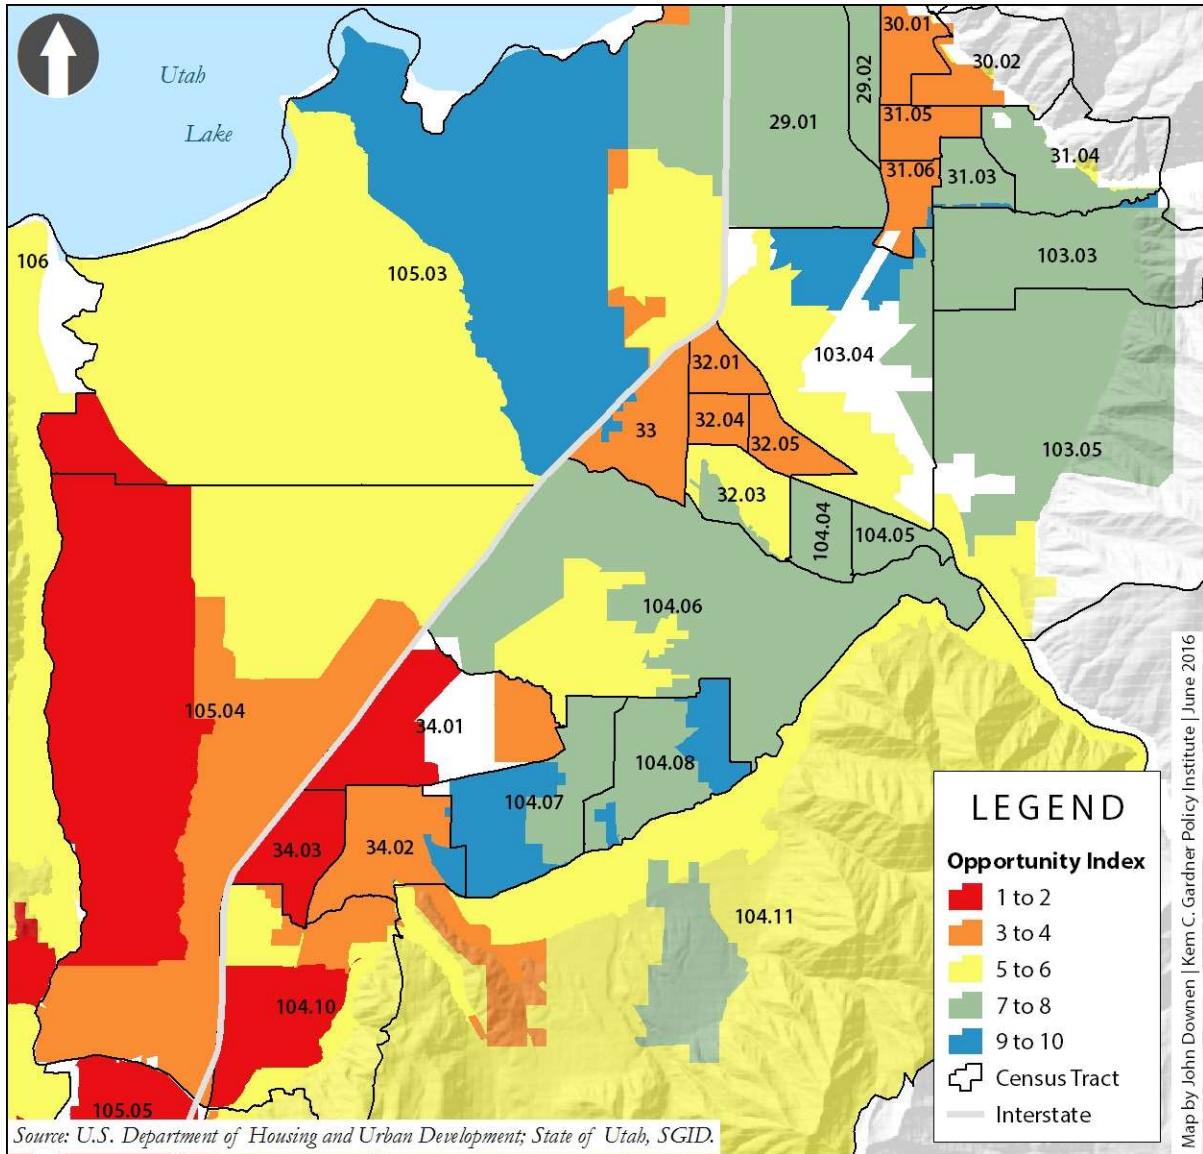 Utah
Lake
30.01
30.02
29.02
29.01
31.05
31.04
31.06
31.03
106
105.03
103.03
103.04
32.01
32.04
33
32.05
103.05
32.03
104.04
104.05
104.06
105.04
34.01
104.08
104.07
34.03
34.02
104.11
104.10
105.05
LEGEND
Opportunity Index
1 to 2
3 to 4
5 to 6
7 to 8
9 to 10
Census Tract
Interstate
Source: U.S. Department of Housing and Urban Development; State of Utah, SGID.
Map by John Downen | Kem C. Gardner Policy Institute | June 2016